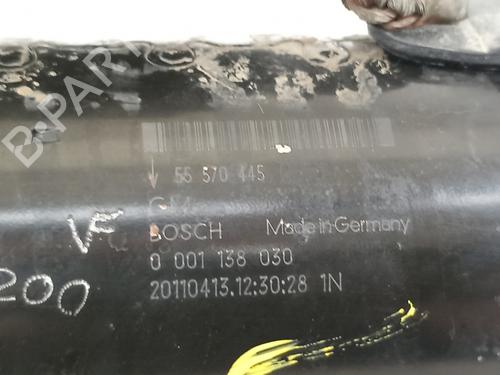 B-PARTS
55 570 445
BOSCH Made in Germany
VF
0 001 138 030
200
20110413.12:30:28 1N